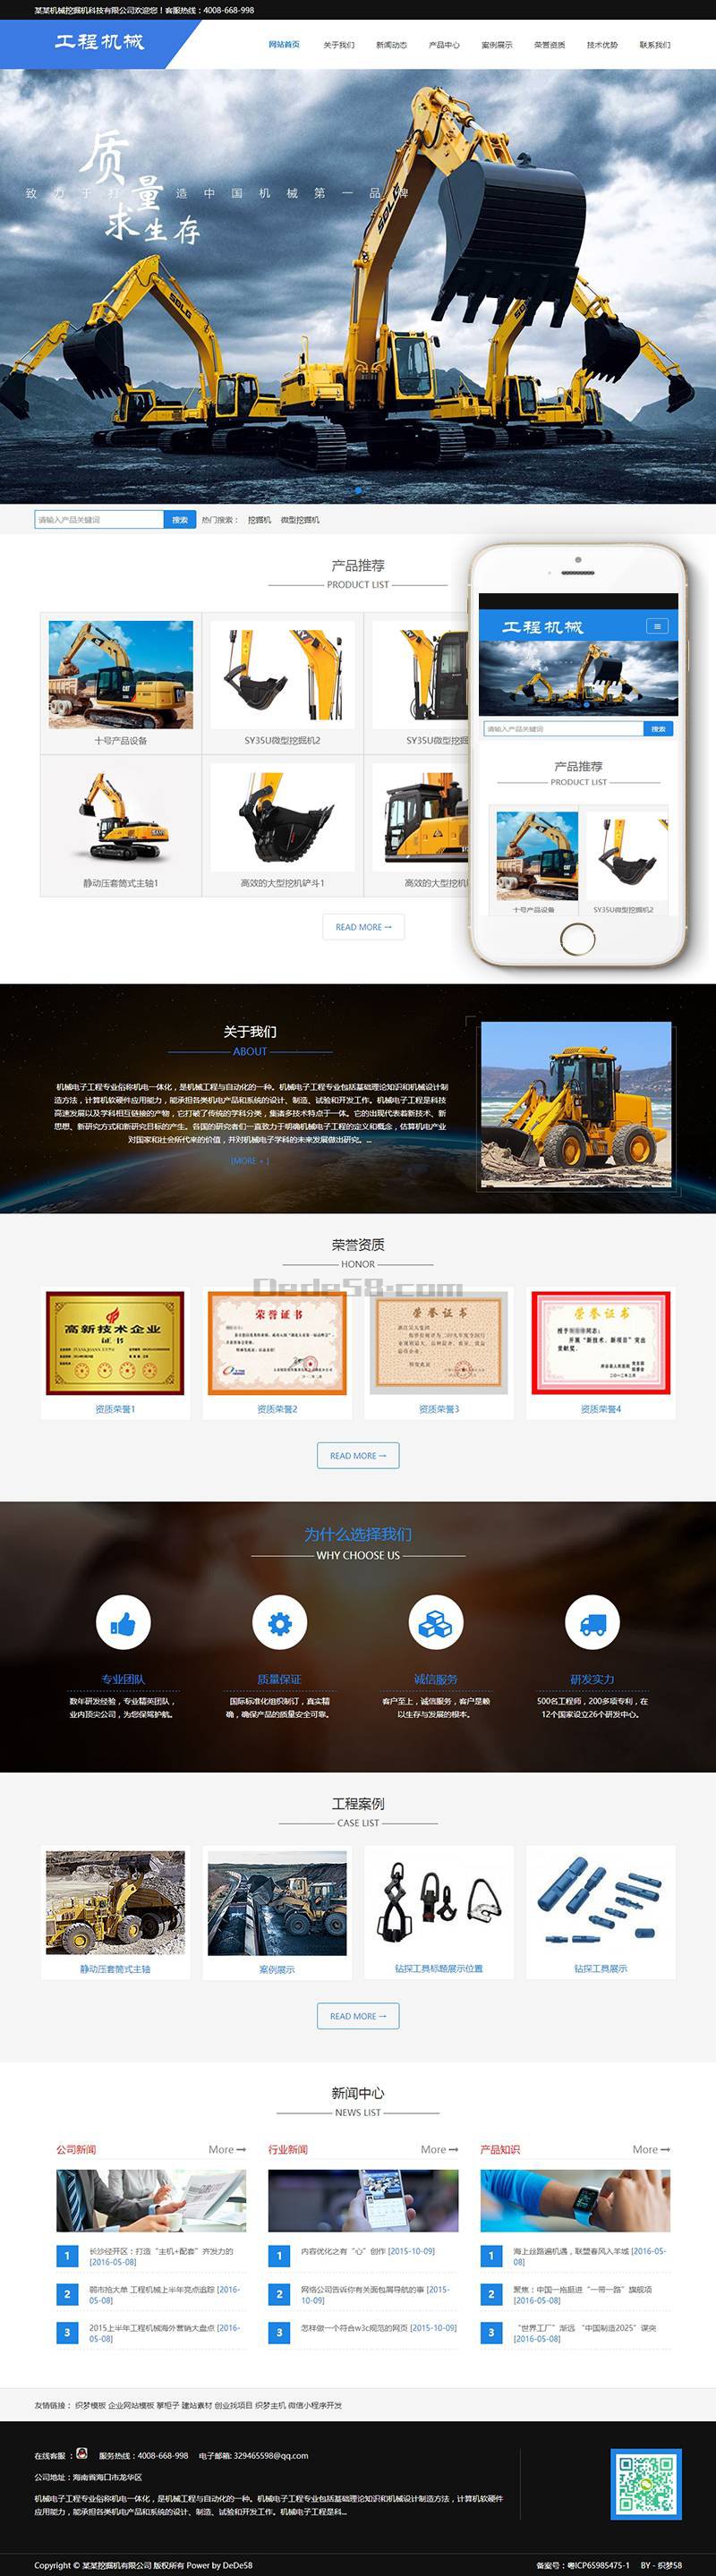 某某机械挖掘机科技有限公司欢迎您！客服热线：4008-668-998
工程机械
网站首页 关于我们 新闻动态 产品中心 案例展示 荣誉资质 技术优势 联系我们
质量
求生存
致力于打造中国机械第一品牌
SDLG
请输入产品关键词 搜索 热门搜索： 挖掘机 微型挖掘机
产品推荐
PRODUCT LIST
十号产品设备 SY35U微型挖掘机2 SY35U微型挖掘
静动压套筒式主轴1 高效的大型挖机铲斗1 高效的大型挖机
READ MORE →
工程机械
请输入产品关键词 搜索
产品推荐
PRODUCT LIST
十号产品设备 SY35U微型挖掘机2
关于我们
ABOUT
机械电子工程专业俗称机电一体化，是机械工程与自动化的一种。机械电子工程专业包括基础理论知识和机械设计制
造方法，计算机软硬件应用能力，能承担各类机电产品和系统的设计、制造、试验和开发工作。机械电子工程是科技
高速发展以及学科相互链接的产物，它打破了传统的学科分类，集诸多技术特点于一体。它的出现代表着新技术、新
思想、新研究方式和新研究目标的产生。各国的研究者们一直致力于明确机械电子工程的定义和概念，估算机电产业
对国家和社会所代来的价值，并对机械电子学科的未来发展做出研究。...
[MORE + ]
荣誉资质
HONOR
Dede58.com
高新技术企业
证书
荣誉证书
荣誉证书
荣誉证书
资质荣誉1 资质荣誉2 资质荣誉3 资质荣誉4
READ MORE →
为什么选择我们
WHY CHOOSE US
专业团队 质量保证 诚信服务 研发实力
数年研发经验，专业精英团队， 国际标准化组织制订，真实精 客户至上，诚信服务，客户是赖 500名工程师，200多项专利，在
业内顶尖公司，为您保驾护航。 确，确保产品的质量安全可靠。 以生存与发展的根本。 12个国家设立26个研发中心。
工程案例
CASE LIST
静动压套筒式主轴 案例展示 钻探工具标题展示位置 钻探工具展示
READ MORE →
新闻中心
NEWS LIST
公司新闻 More 行业新闻 More 产品知识 More
1 长沙经开区：打造“主机+配套”齐发力的
[2016-05-08]
2 弱市拾大单 工程机械上半年亮点追踪 [2016-
05-08]
3 2015上半年工程机械海外营销大盘点 [2016-
05-08]
1 内容优化之有“心”创作 [2015-10-09]
2 网络公司告诉你有关面包屑导航的事 [2015-
10-09]
3 怎样做一个符合w3c规范的网页 [2015-10-09]
1 海上丝路遍机遇，联盟春风入羊城 [2016-05-
08]
2 聚焦：中国一拖挺进“一带一路”旗舰项
[2016-05-08]
3 “世界工厂”渐远 “中国制造2025”谋突
[2016-05-08]
友情链接： 织梦模板 企业网站模板 掌柜子 建站素材 创业找项目 织梦主机 微信小程序开发
在线客服 ： 服务热线：4008-668-998 电子邮箱: 329465598@qq.com
公司地址：海南省海口市龙华区
机械电子工程专业俗称机电一体化，是机械工程与自动化的一种。机械电子工程专业包括基础理论知识和机械设计制造方法，计算机软硬件
应用能力，能承担各类机电产品和系统的设计、制造、试验和开发工作。机械电子工程是科...
Copyright © 某某挖掘机有限公司 版权所有 Power by DeDe58
备案号：粤ICP65985475-1 BY - 织梦58